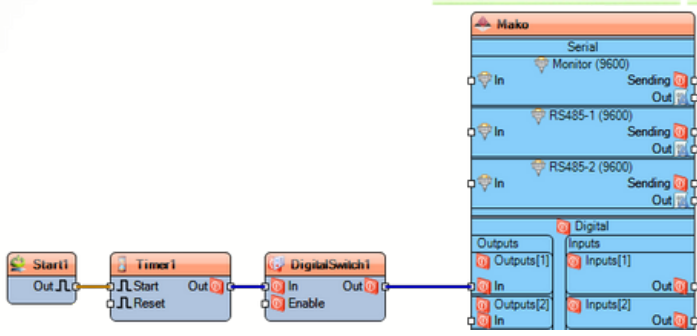 Mako
Serial
Monitor (9600)
In Sending
Out
RS485-1 (9600)
In Sending
Out
RS485-2 (9600)
In Sending
Out
Digital
Outputs Inputs
Outputs[1] Inputs[1]
Start1 Timer1 DigitalSwitch1
Out Start Out In Out In Out
Reset Enable Outputs[2] Inputs[2]
In Out